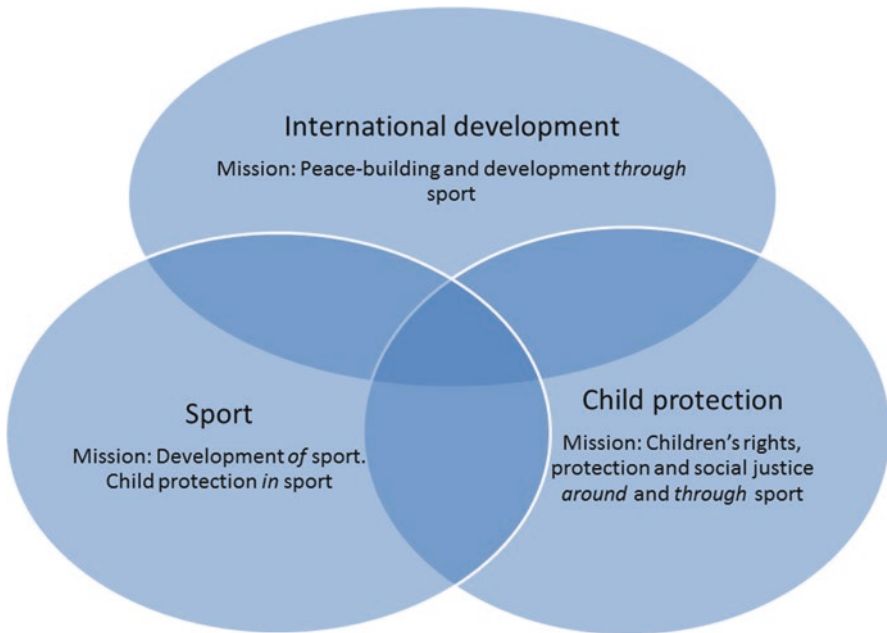 International development
Mission: Peace-building and development through
sport
Sport
Mission: Development of sport.
Child protection in sport
Child protection
Mission: Children’s rights,
protection and social justice
around and through sport